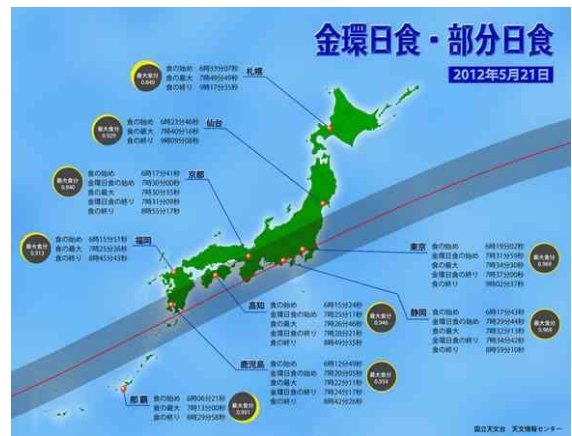 金環日食・部分日食
2012年5月21日
札幌
最大食分
食の始め 6時33分07秒
食の最大 7時49分49秒
食の終り 9時17分35秒
仙台
最大食分
0.929
食の始め 6時23分46秒
食の最大 7時40分16秒
食の終り 9時09分08秒
京都
最大食分
0.940
食の始め 6時17分41秒
金環日食の始め 7時30分00秒
食の最大 7時30分35秒
金環日食の終り 7時31分09秒
食の終り 8時55分17秒
福岡
最大食分
0.913
食の始め 6時15分51秒
食の最大 7時25分36秒
食の終り 8時45分43秒
東京
食の始め 6時19分02秒
金環日食の始め 7時31分59秒
食の最大 7時34分30秒
金環日食の終り 7時37分00秒
食の終り 9時02分37秒
最大食分
0.969
静岡
食の始め 6時17分43秒
金環日食の始め 7時29分44秒
食の最大 7時32分13秒
金環日食の終り 7時34分42秒
食の終り 8時59分10秒
最大食分
0.969
高知
食の始め 6時15分24秒
金環日食の始め 7時25分11秒
食の最大 7時26分46秒
金環日食の終り 7時28分21秒
食の終り 8時49分35秒
最大食分
0.946
鹿児島
食の始め 6時12分49秒
金環日食の始め 7時20分05秒
食の最大 7時22分11秒
金環日食の終り 7時24分17秒
食の終り 8時42分26秒
最大食分
0.954
那覇
食の始め 6時06分21秒
食の最大 7時13分00秒
食の終り 8時29分58秒
最大食分
国立天文台 天文情報センター